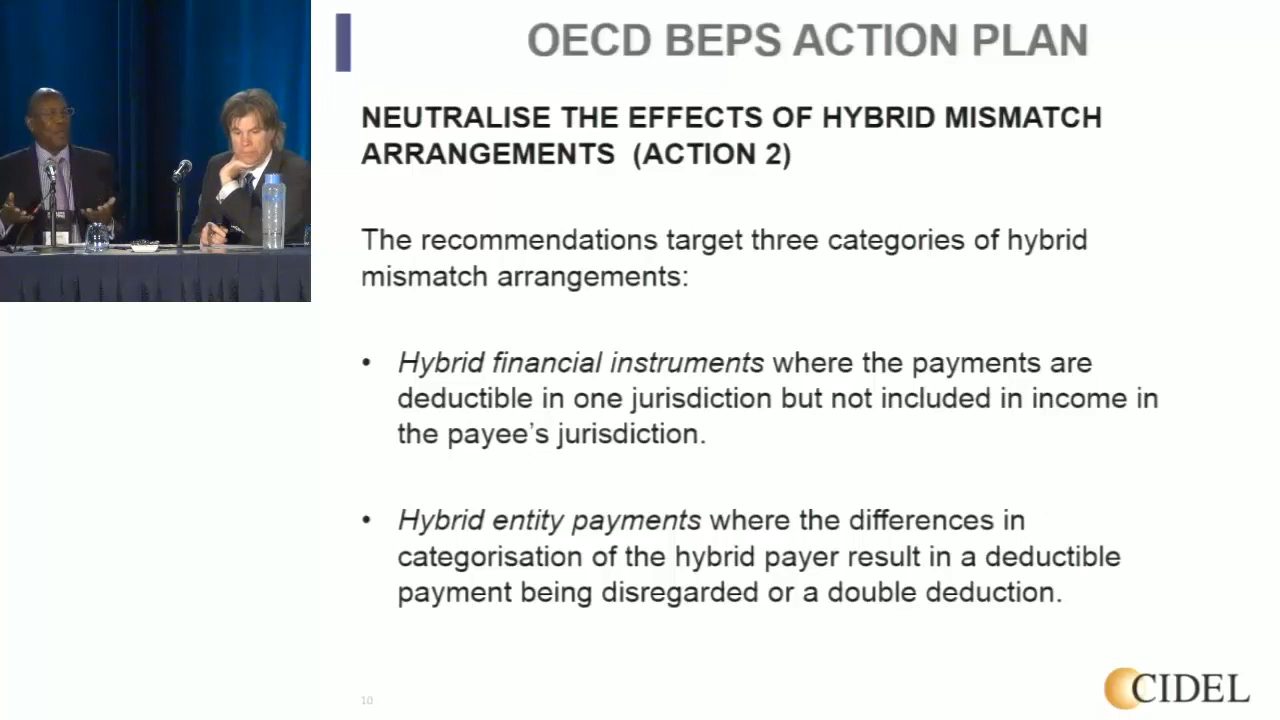 OECD BEPS ACTION PLAN
NEUTRALISE THE EFFECTS OF HYBRID MISMATCH
ARRANGEMENTS (ACTION 2)
The recommendations target three categories of hybrid
mismatch arrangements:
• Hybrid financial instruments where the payments are
deductible in one jurisdiction but not included in income in
the payee's jurisdiction.
• Hybrid entity payments where the differences in
categorisation of the hybrid payer result in a deductible
payment being disregarded or a double deduction.
10
CIDEL